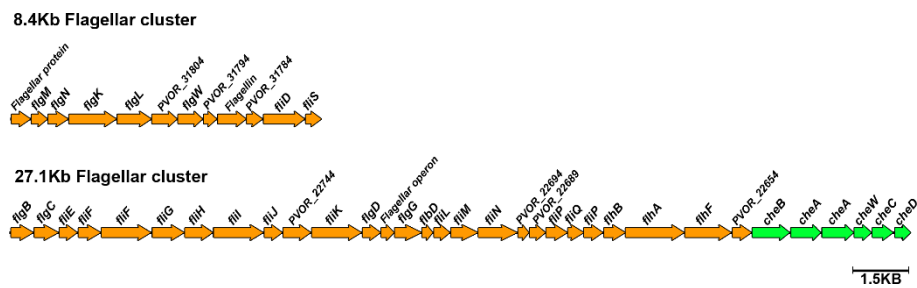 8.4Kb Flagellar cluster
Flagellar protein
flgM
flgN
flgK
flgL
PVOR_31804
flgW
PVOR_31794
Flagellin
PVOR_31784
fliD
fliS
27.1Kb Flagellar cluster
flgB
flgC
fliE
fliF
fliF
fliG
fliH
fliI
fliJ
PVOR_22744
fliK
flgD
Flagellar operon
flgG
flbD
fliL
fliM
fliN
PVOR_22694
PVOR_22689
fliP
fliQ
fliP
flhB
flhA
flhF
PVOR_22654
cheB
cheA
cheA
cheW
cheC
cheD
1.5KB